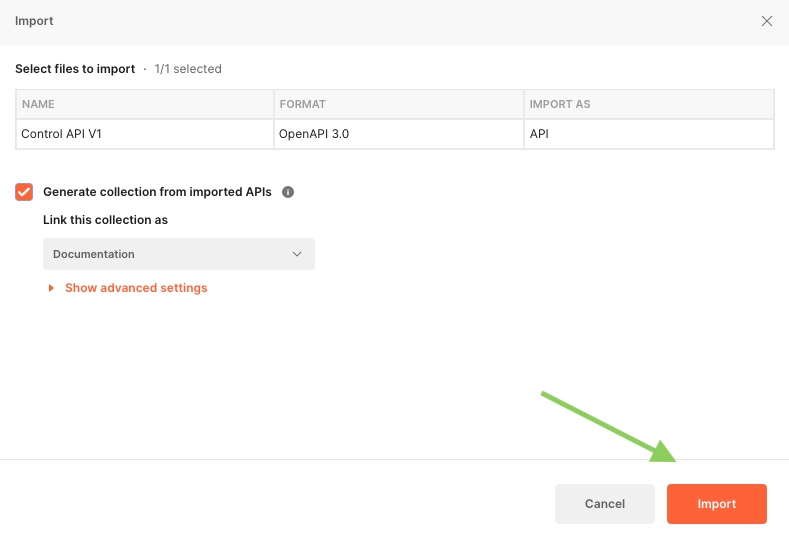 Import
Select files to import · 1/1 selected
NAME FORMAT IMPORT AS
Control API V1 OpenAPI 3.0 API
Generate collection from imported APIs
Link this collection as
Documentation
Show advanced settings
Cancel Import